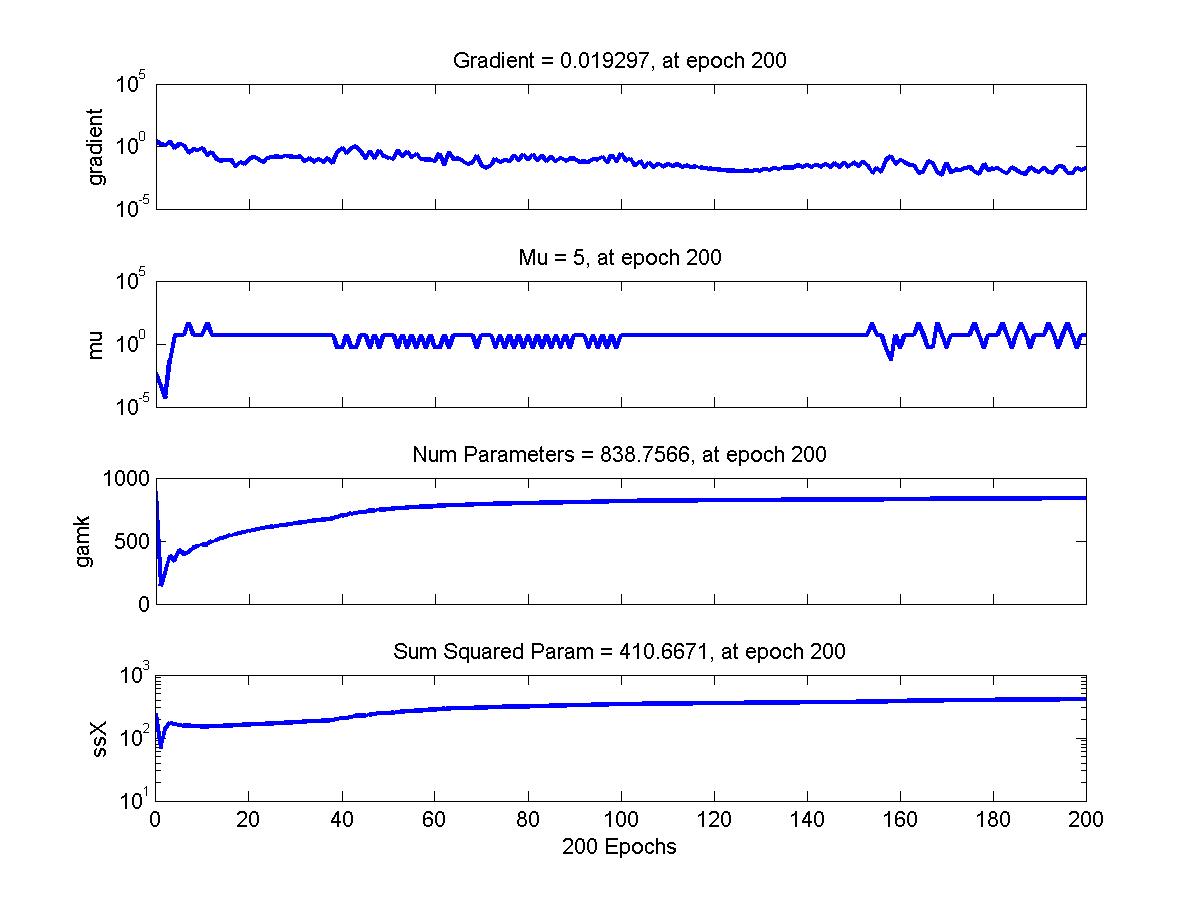 Gradient = 0.019297, at epoch 200
10^5
10^0
10^-5
gradient
Mu = 5, at epoch 200
10^5
10^0
10^-5
mu
Num Parameters = 838.7566, at epoch 200
1000
500
0
gamk
Sum Squared Param = 410.6671, at epoch 200
10^3
10^2
10^1
ssX
0 20 40 60 80 100 120 140 160 180 200
200 Epochs